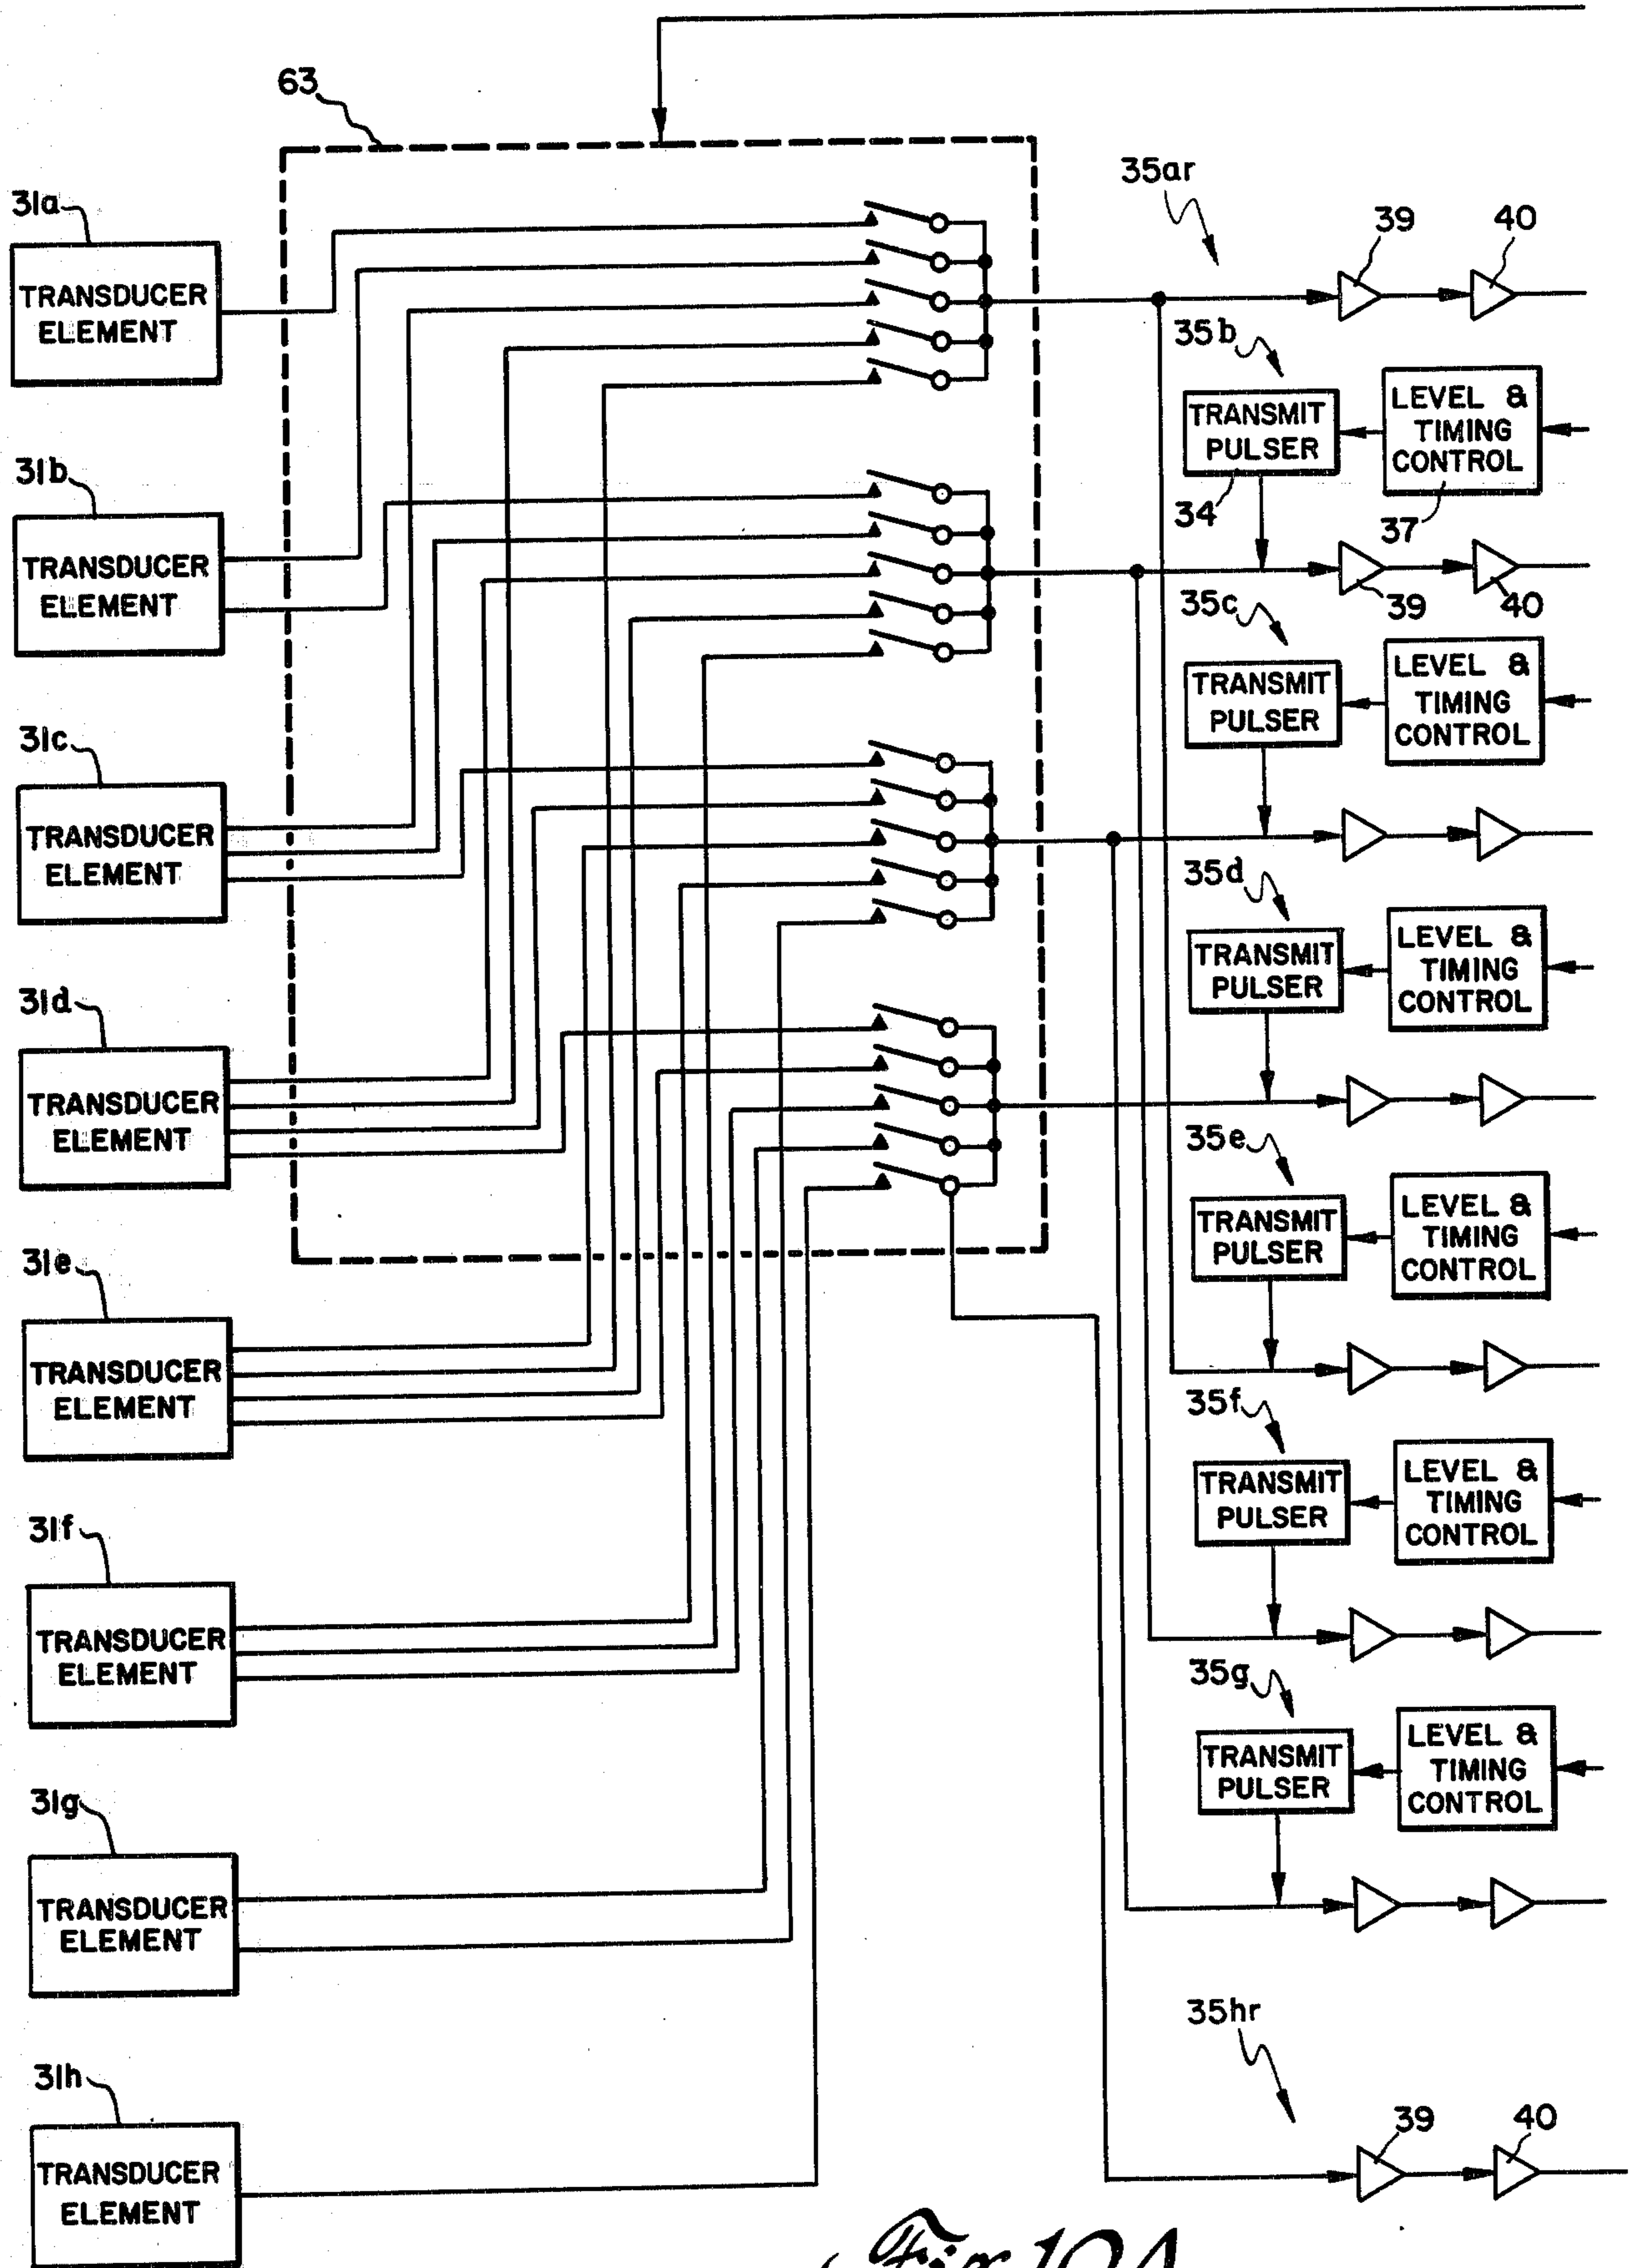 63
35ar
31a
39
40
TRANSDUCER
ELEMENT
35b
TRANSMIT
PULSER
LEVEL &
TIMING
CONTROL
34
37
31b
TRANSDUCER
ELEMENT
39
40
35c
TRANSMIT
PULSER
LEVEL &
TIMING
CONTROL
31c
TRANSDUCER
ELEMENT
35d
TRANSMIT
PULSER
LEVEL &
TIMING
CONTROL
31d
TRANSDUCER
ELEMENT
35e
TRANSMIT
PULSER
LEVEL &
TIMING
CONTROL
31e
TRANSDUCER
ELEMENT
35f
TRANSMIT
PULSER
LEVEL &
TIMING
CONTROL
31f
TRANSDUCER
ELEMENT
35g
TRANSMIT
PULSER
LEVEL &
TIMING
CONTROL
31g
TRANSDUCER
ELEMENT
35hr
31h
39
40
TRANSDUCER
ELEMENT
Fig. 10A